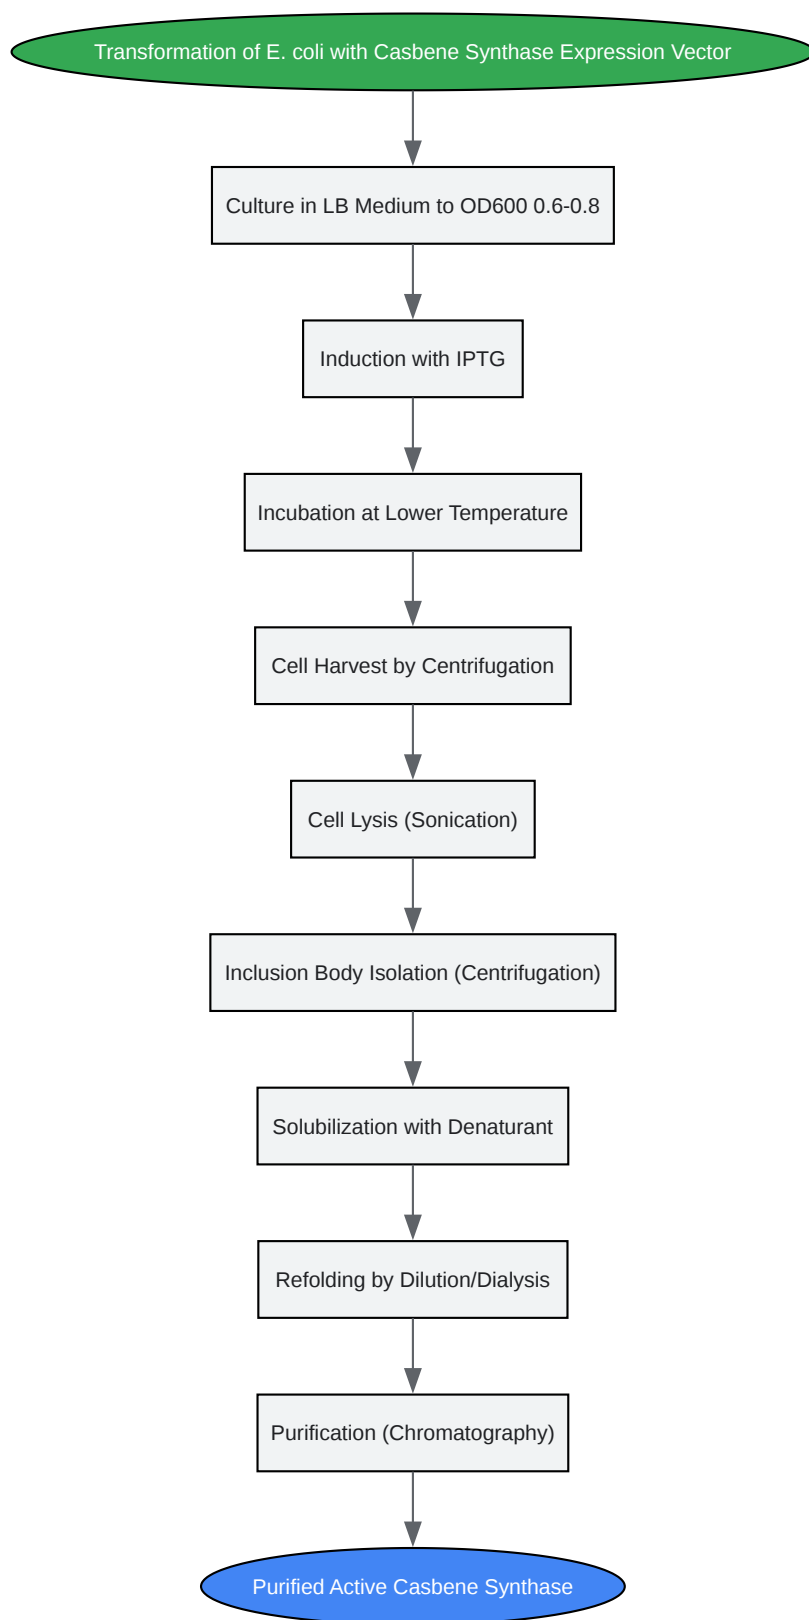 Transformation of E. coli with Casbene Synthase Expression Vector
Culture in LB Medium to OD600 0.6-0.8
Induction with IPTG
Incubation at Lower Temperature
Cell Harvest by Centrifugation
Cell Lysis (Sonication)
Inclusion Body Isolation (Centrifugation)
Solubilization with Denaturant
Refolding by Dilution/Dialysis
Purification (Chromatography)
Purified Active Casbene Synthase